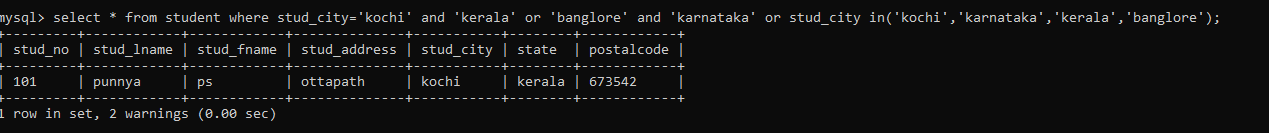 mysql> select * from student where stud_city='kochi' and 'kerala' or 'banglore' and 'karnataka' or stud_city in('kochi','karnataka','kerala','banglore');
+---------+------------+------------+--------------+-----------+--------+------------+
| stud_no | stud_lname | stud_fname | stud_address | stud_city | state | postalcode |
+---------+------------+------------+--------------+-----------+--------+------------+
| 101 | punnya | ps | ottapath | kochi | kerala | 673542 |
+---------+------------+------------+--------------+-----------+--------+------------+
1 row in set, 2 warnings (0.00 sec)